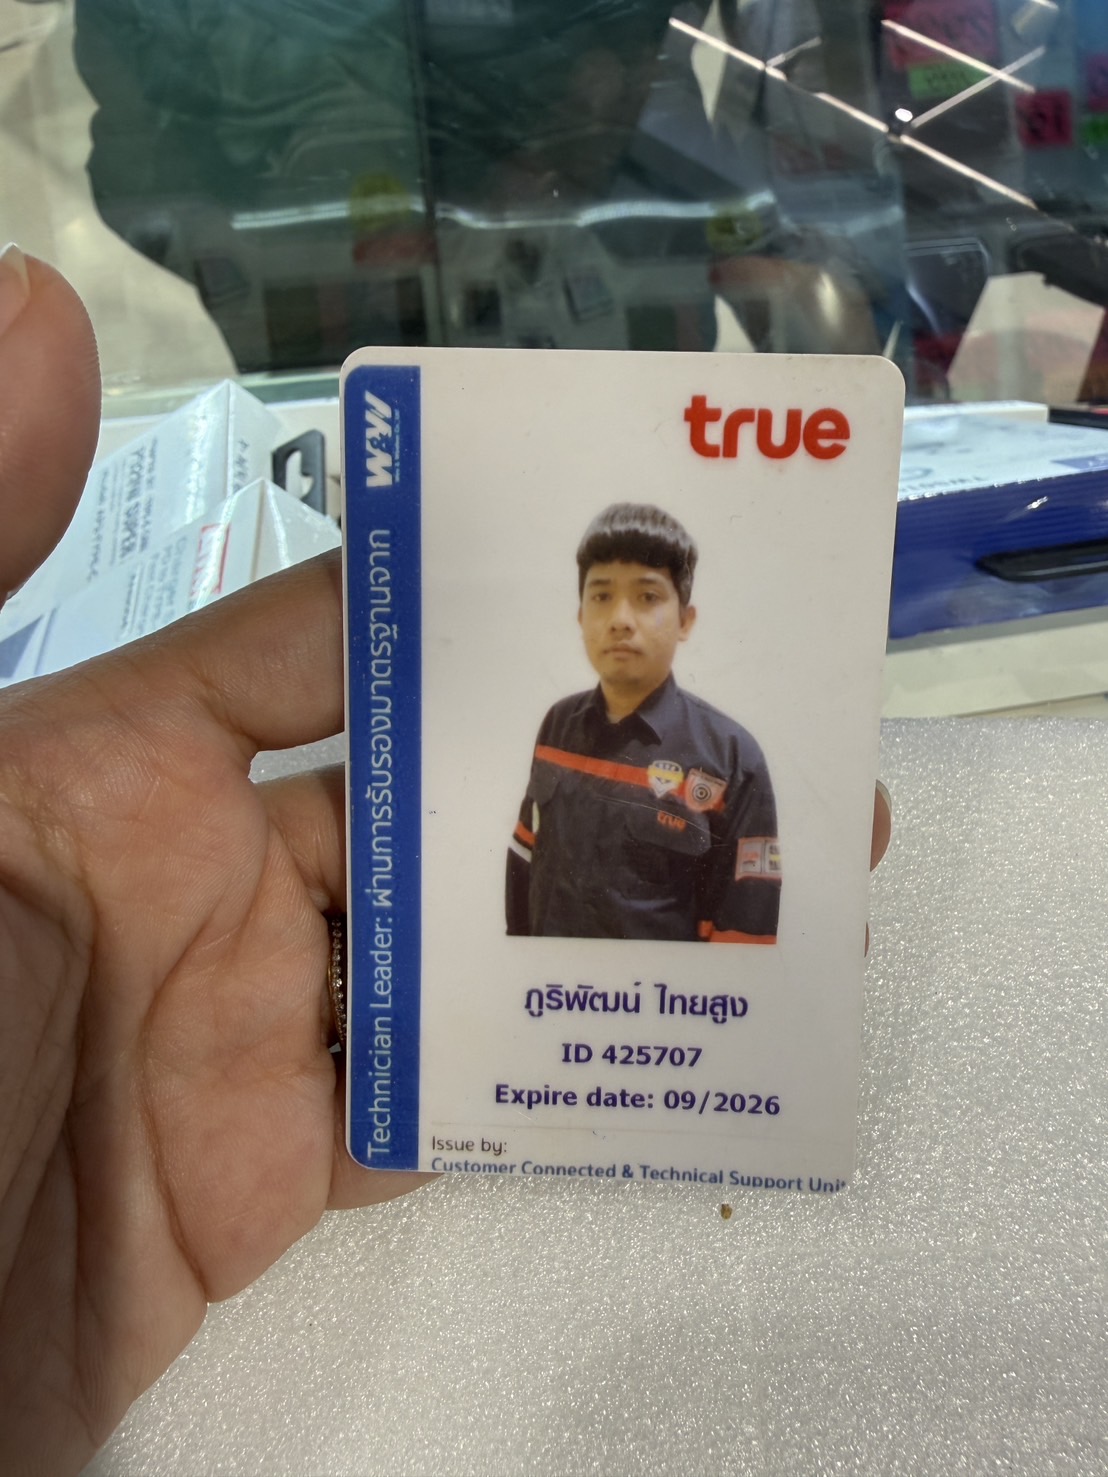 true
W&W
Technician Leader: ผ่านการรับรองมาตรฐานจาก
true
ภูริพัฒน์ ไทยสูง
ID 425707
Expire date: 09/2026
Issue by:
Customer Connected & Technical Support Unit